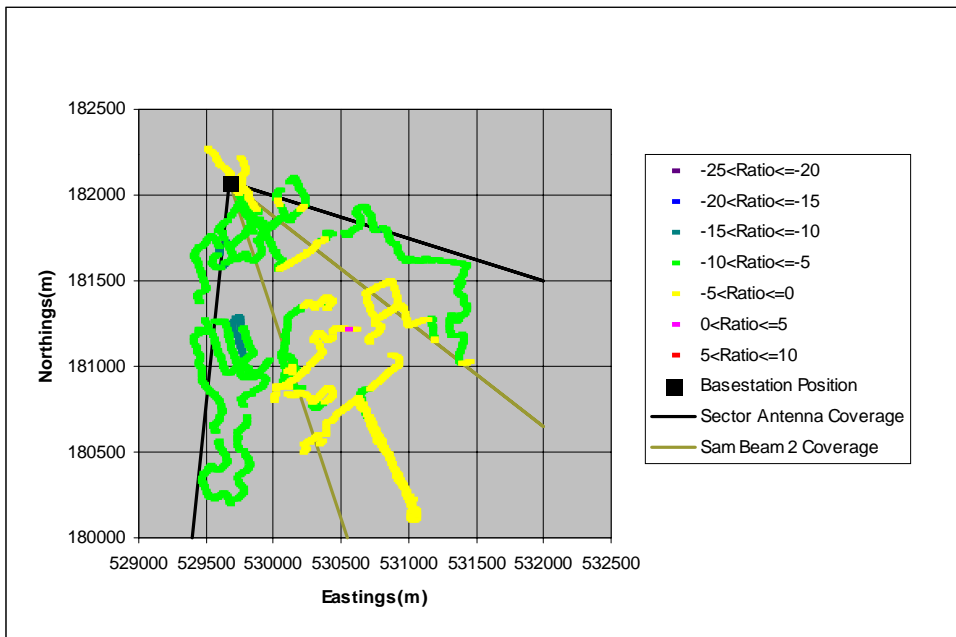 182500
182000
181500
181000
180500
180000
Northings(m)
529000 529500 530000 530500 531000 531500 532000 532500
Eastings(m)
-25<Ratio<=-20
-20<Ratio<=-15
-15<Ratio<=-10
-10<Ratio<=-5
-5<Ratio<=0
0<Ratio<=5
5<Ratio<=10
Basestation Position
Sector Antenna Coverage
Sam Beam 2 Coverage